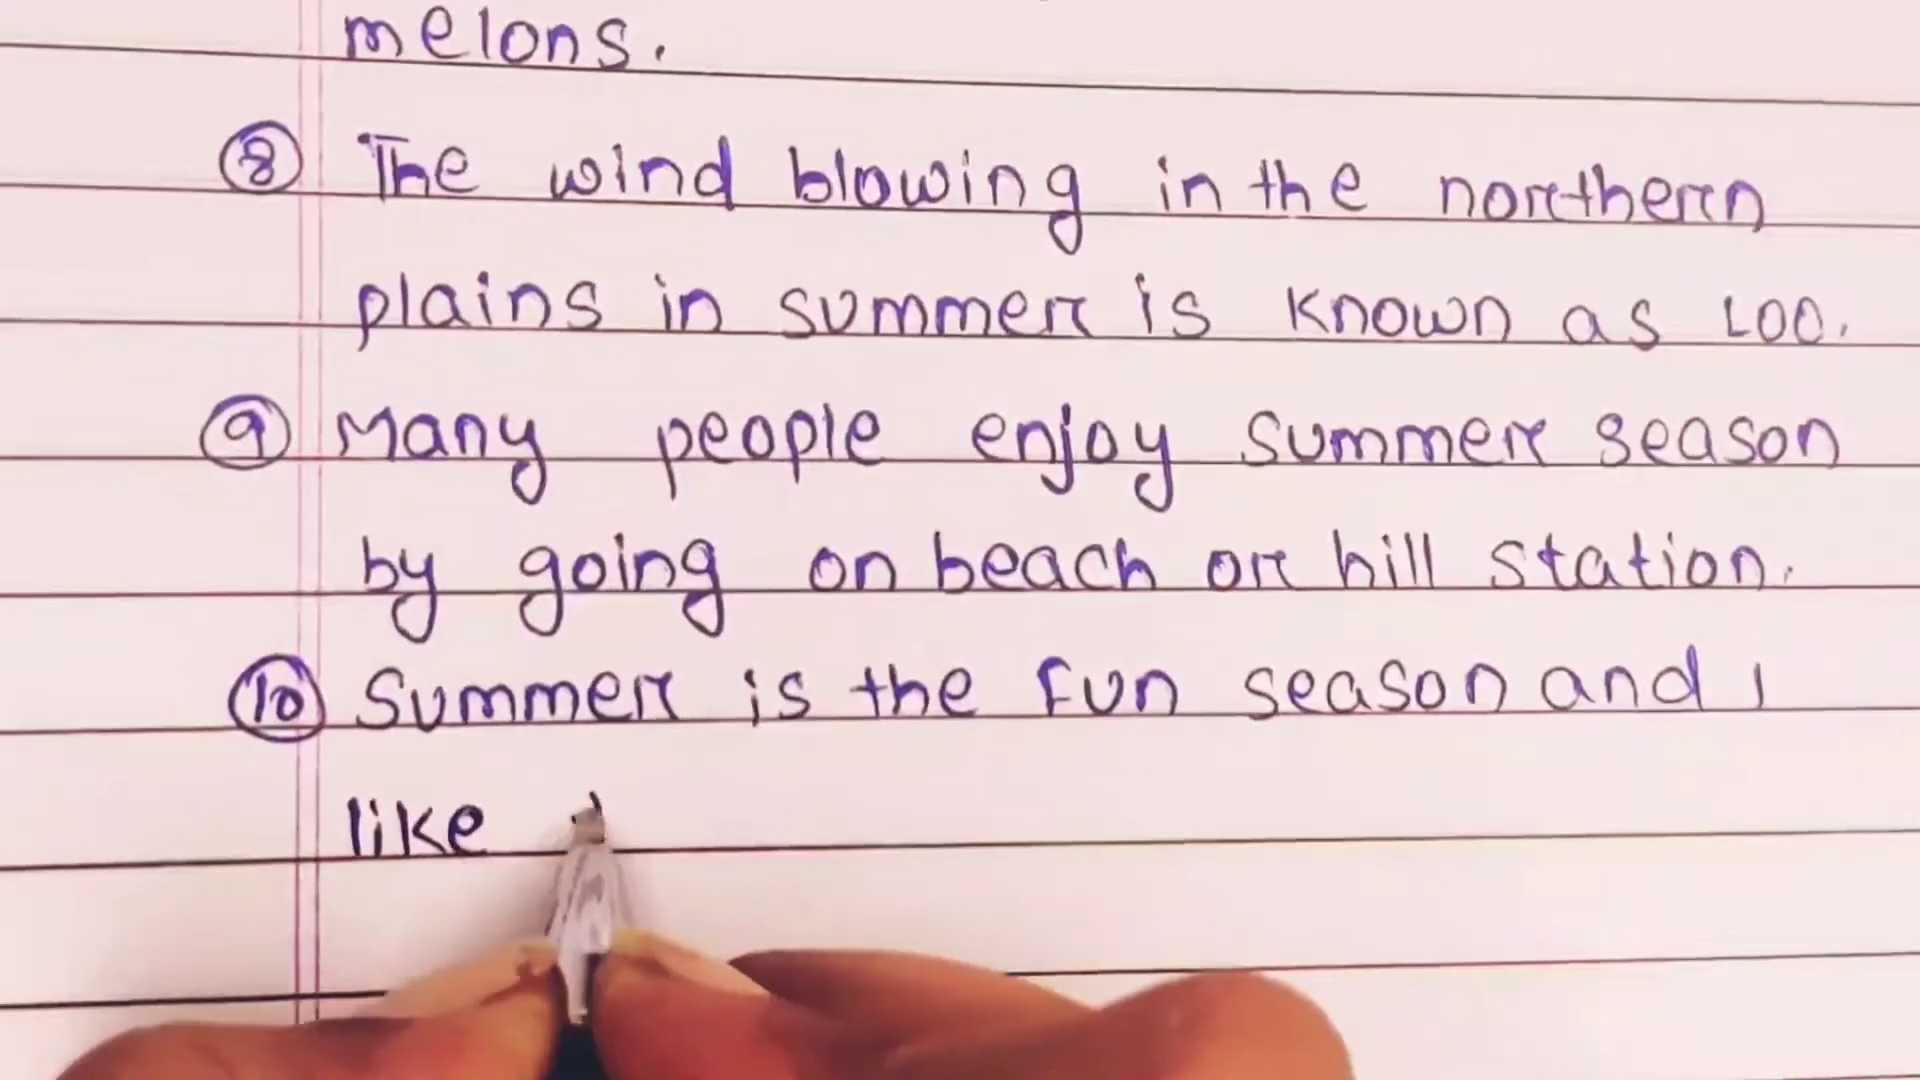 melons.
8 The wind blowing in the northern
plains in summer is known as Loo.
9 Many people enjoy summer season
by going on beach or hill station.
10 Summer is the fun season and I
like